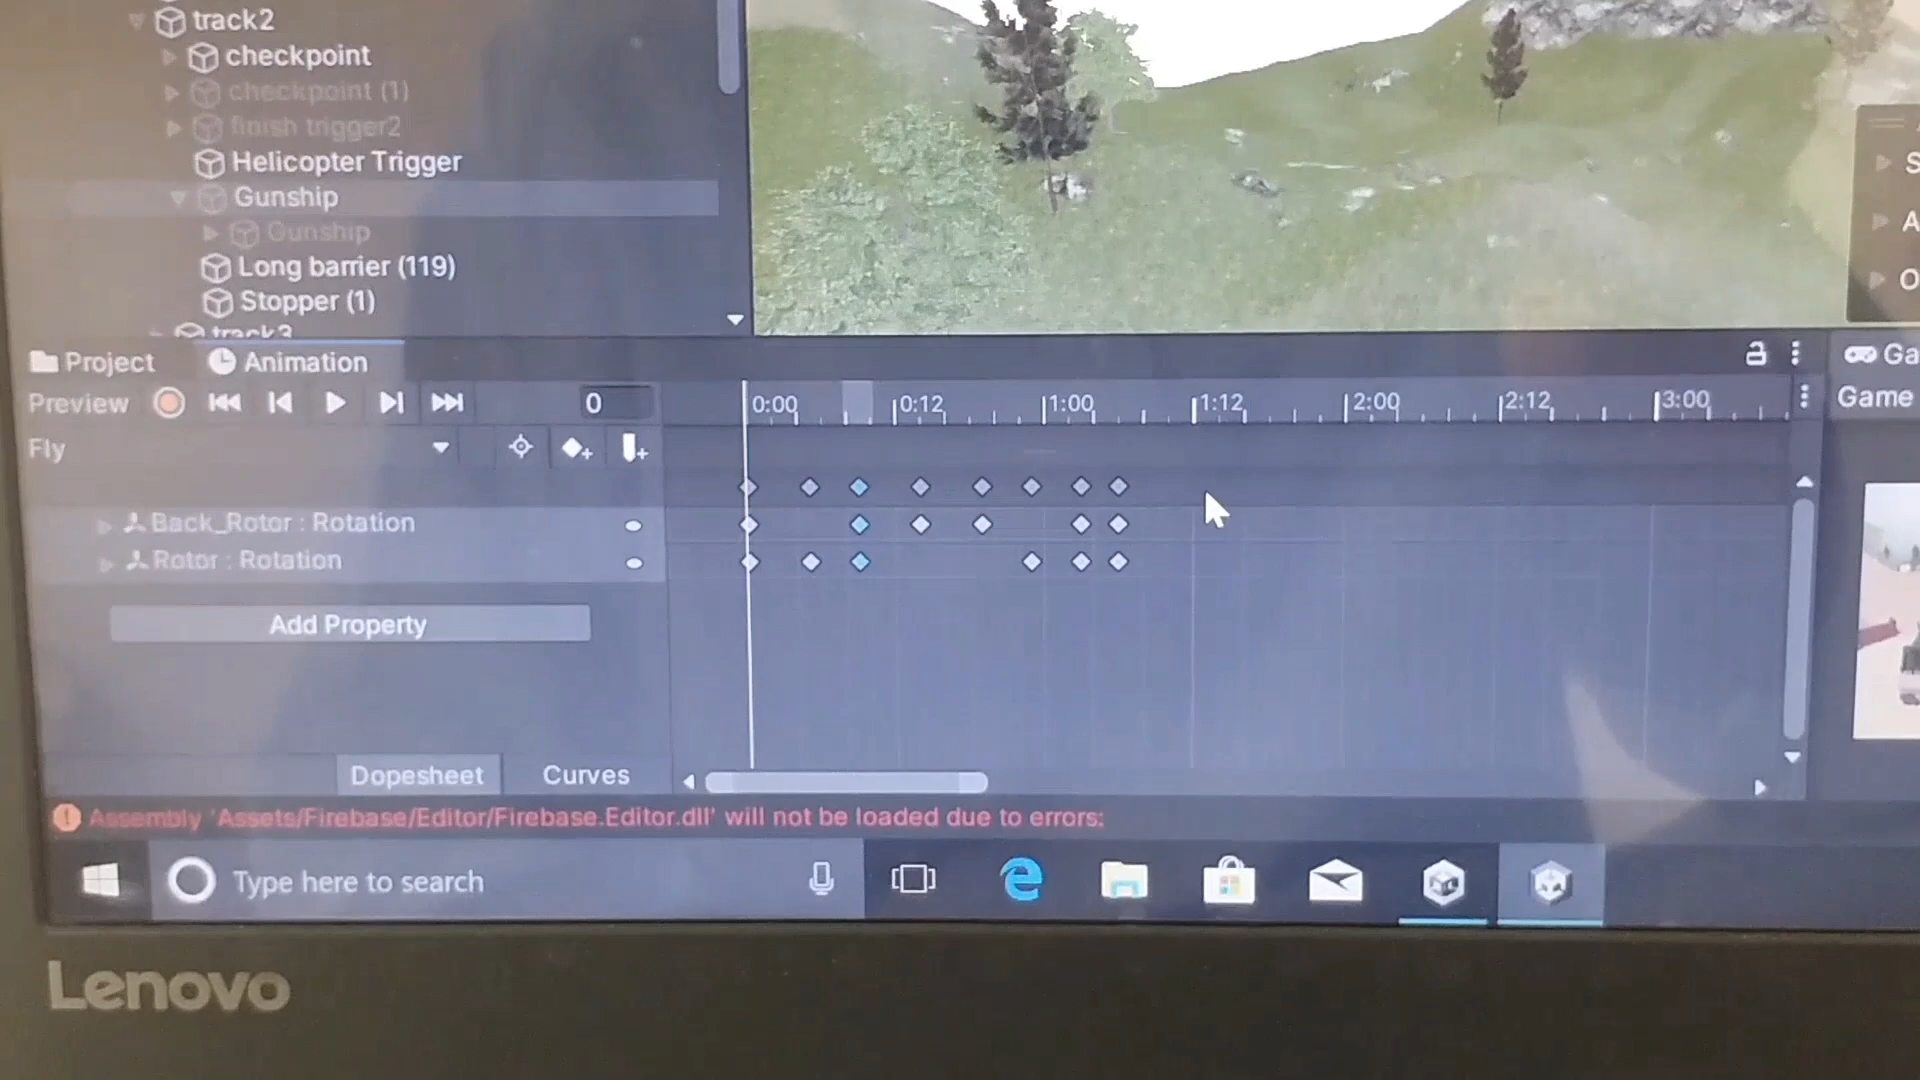 track2
checkpoint
checkpoint (1)
finish trigger2
Helicopter Trigger
Gunship
Gunship
Long barrier (119)
Stopper (1)
track3
S
A
O
Project
Animation
Ga
Preview
0
0:00
0:12
1:00
1:12
2:00
2:12
3:00
Game
Fly
Back_Rotor : Rotation
Rotor : Rotation
Add Property
Dopesheet
Curves
Assembly 'Assets/Firebase/Editor/Firebase.Editor.dll' will not be loaded due to errors:
Type here to search
Lenovo